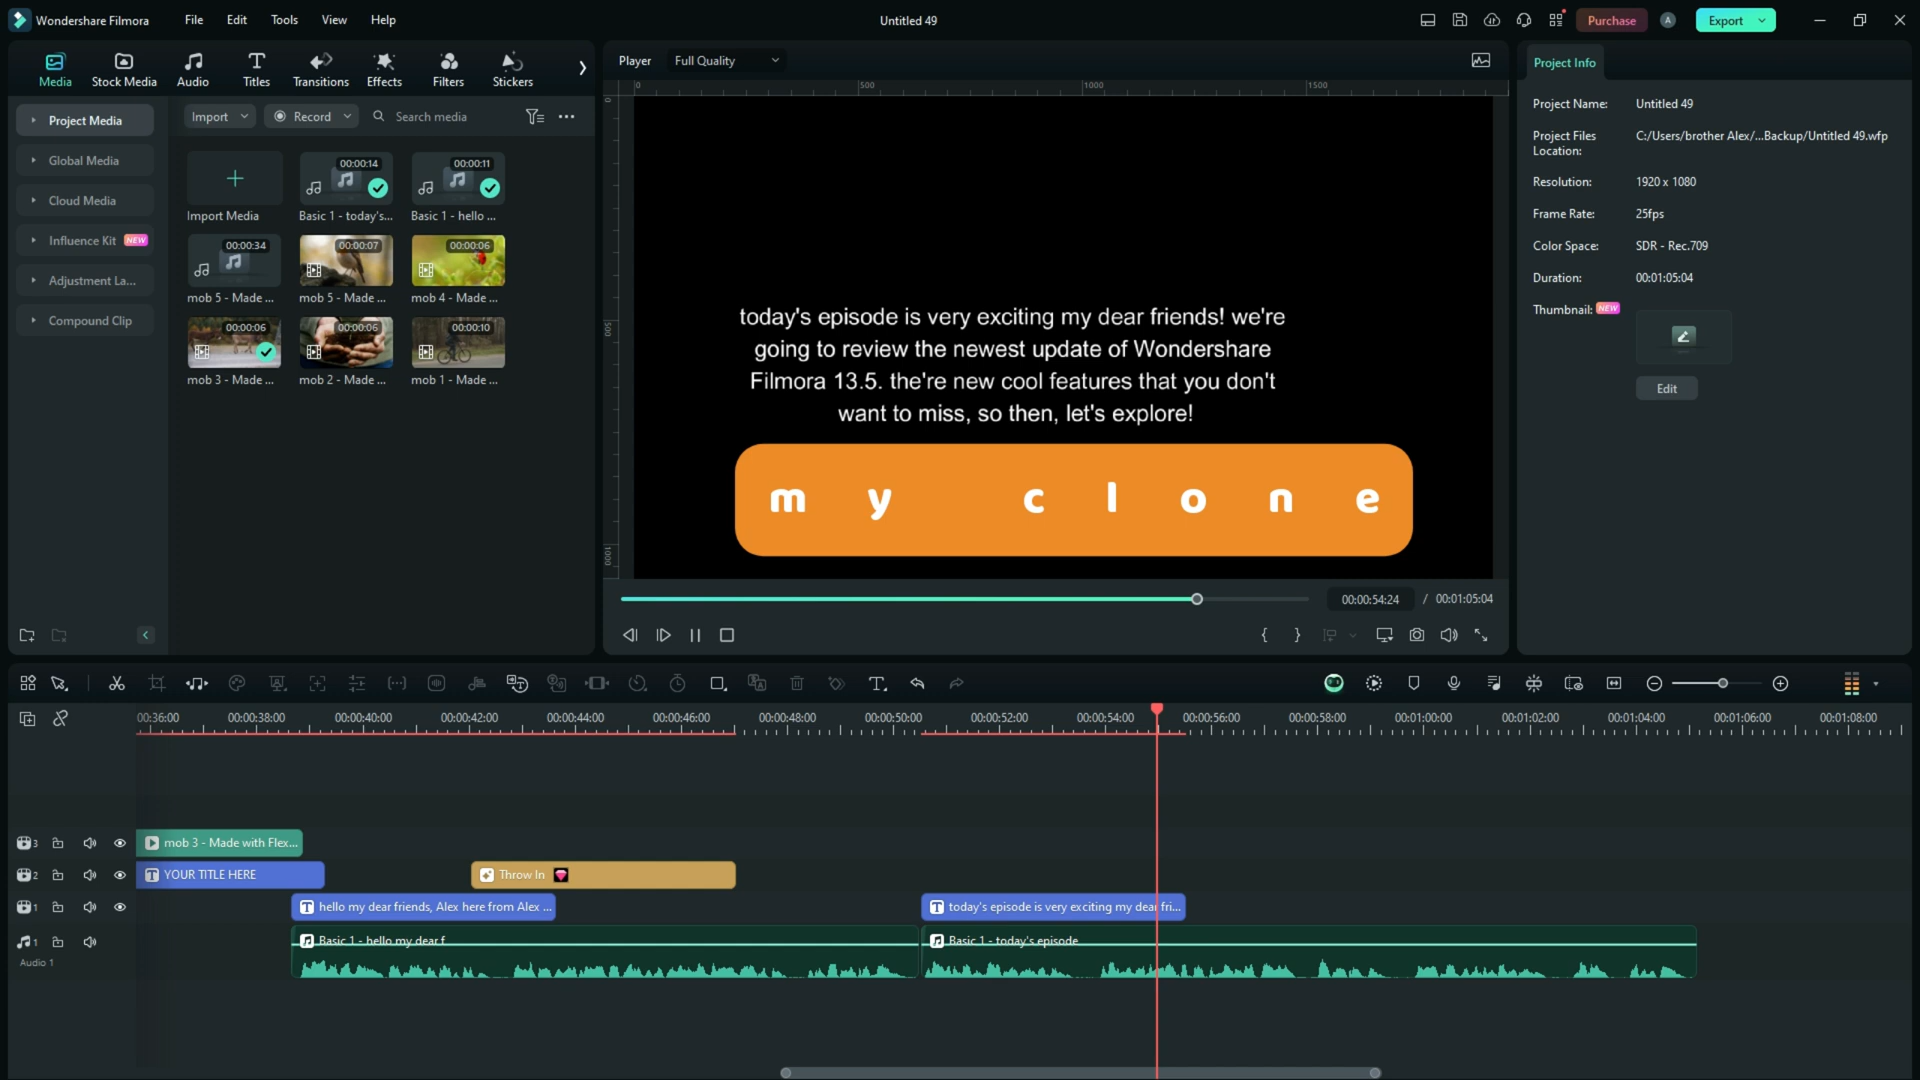 Wondershare Filmora
File
Edit
Tools
View
Help
Untitled 49
Purchase
A
Export
Media
Stock Media
Audio
Titles
Transitions
Effects
Filters
Stickers
Player
Full Quality
Project Info
Project Media
Global Media
Cloud Media
Influence Kit NEW
Adjustment La...
Compound Clip
Import
Record
Search media
Import Media
00:00:14
Basic 1 - today's...
00:00:11
Basic 1 - hello ...
00:00:34
mob 5 - Made ...
00:00:07
mob 5 - Made ...
00:00:06
mob 4 - Made ...
00:00:06
mob 3 - Made ...
00:00:06
mob 2 - Made ...
00:00:10
mob 1 - Made ...
0
500
1000
1500
0
500
1000
today's episode is very exciting my dear friends! we're
going to review the newest update of Wondershare
Filmora 13.5. the're new cool features that you don't
want to miss, so then, let's explore!
my clone
00:00:54:24 / 00:01:05:04
Project Name: Untitled 49
Project Files
Location:
C:/Users/brother Alex/...Backup/Untitled 49.wfp
Resolution: 1920 x 1080
Frame Rate: 25fps
Color Space: SDR - Rec.709
Duration: 00:01:05:04
Thumbnail: NEW
Edit
00:36:00
00:00:38:00
00:00:40:00
00:00:42:00
00:00:44:00
00:00:46:00
00:00:48:00
00:00:50:00
00:00:52:00
00:00:54:00
00:00:56:00
00:00:58:00
00:01:00:00
00:01:02:00
00:01:04:00
00:01:06:00
00:01:08:00
3
mob 3 - Made with Flex...
2
YOUR TITLE HERE
Throw In
1
hello my dear friends, Alex here from Alex ...
today's episode is very exciting my dear fri...
1
Audio 1
Basic 1 - hello my dear f
Basic 1 - today's episode